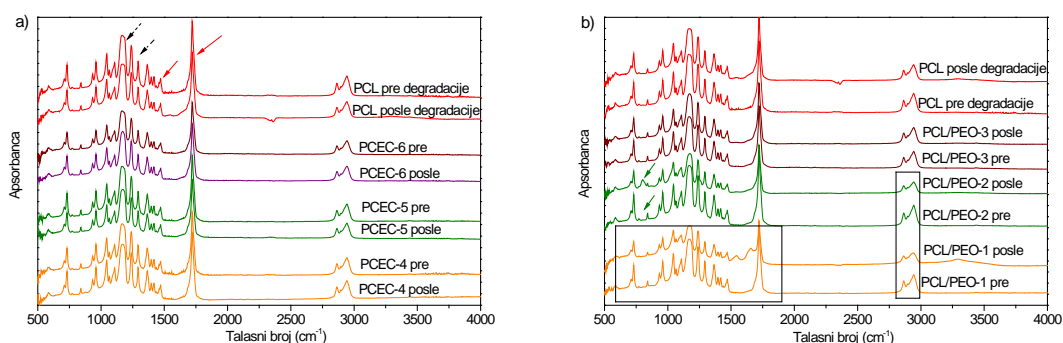 a)
Absorbanca
PCL pre degradacije
PCL posle degradacije
PCEC-6 pre
PCEC-6 posle
PCEC-5 pre
PCEC-5 posle
PCEC-4 pre
PCEC-4 posle
500 1000 1500 2000 2500 3000 3500 4000
Talasni broj (cm⁻¹)
b)
Apsorbanca
PCL posle degradacije
PCL pre degradacije
PCL/PEO-3 posle
PCL/PEO-3 pre
PCL/PEO-2 posle
PCL/PEO-2 pre
PCL/PEO-1 posle
PCL/PEO-1 pre
500 1000 1500 2000 2500 3000 3500 4000
Talasni broj (cm⁻¹)